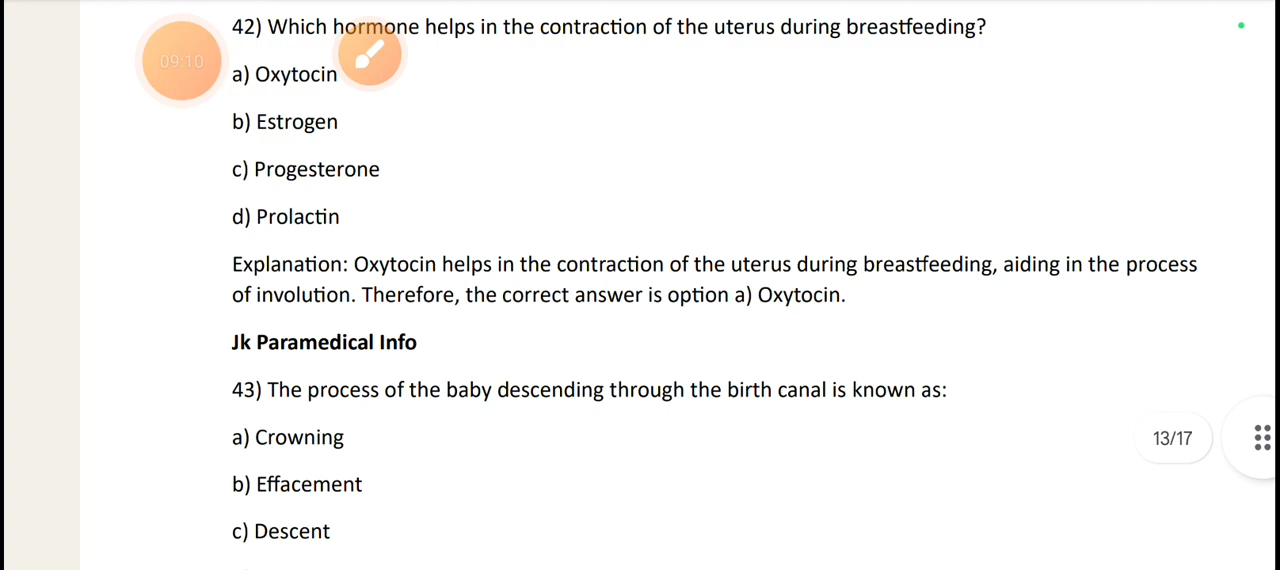 42) Which hormone helps in the contraction of the uterus during breastfeeding?
09:10
a) Oxytocin
b) Estrogen
c) Progesterone
d) Prolactin
Explanation: Oxytocin helps in the contraction of the uterus during breastfeeding, aiding in the process
of involution. Therefore, the correct answer is option a) Oxytocin.
Jk Paramedical Info
43) The process of the baby descending through the birth canal is known as:
a) Crowning
13/17
b) Effacement
c) Descent